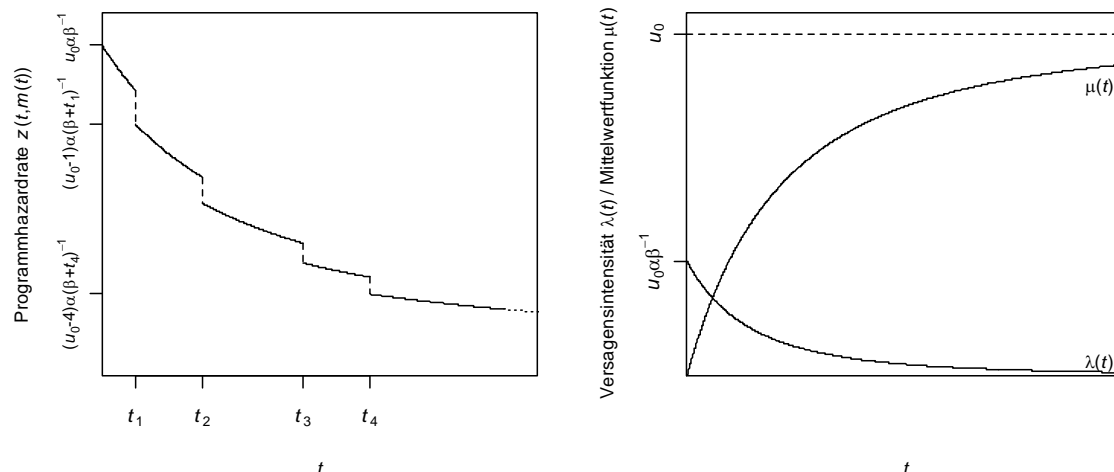 Programmhazardrate z(t,m(t))
u₀αβ⁻¹
(u₀-1)α(β+t₁)⁻¹
(u₀-4)α(β+t₄)⁻¹
t₁ t₂ t₃ t₄
t
Versagensintensität λ(t) / Mittelwertfunktion μ(t)
u₀
u₀αβ⁻¹
μ(t)
λ(t)
t